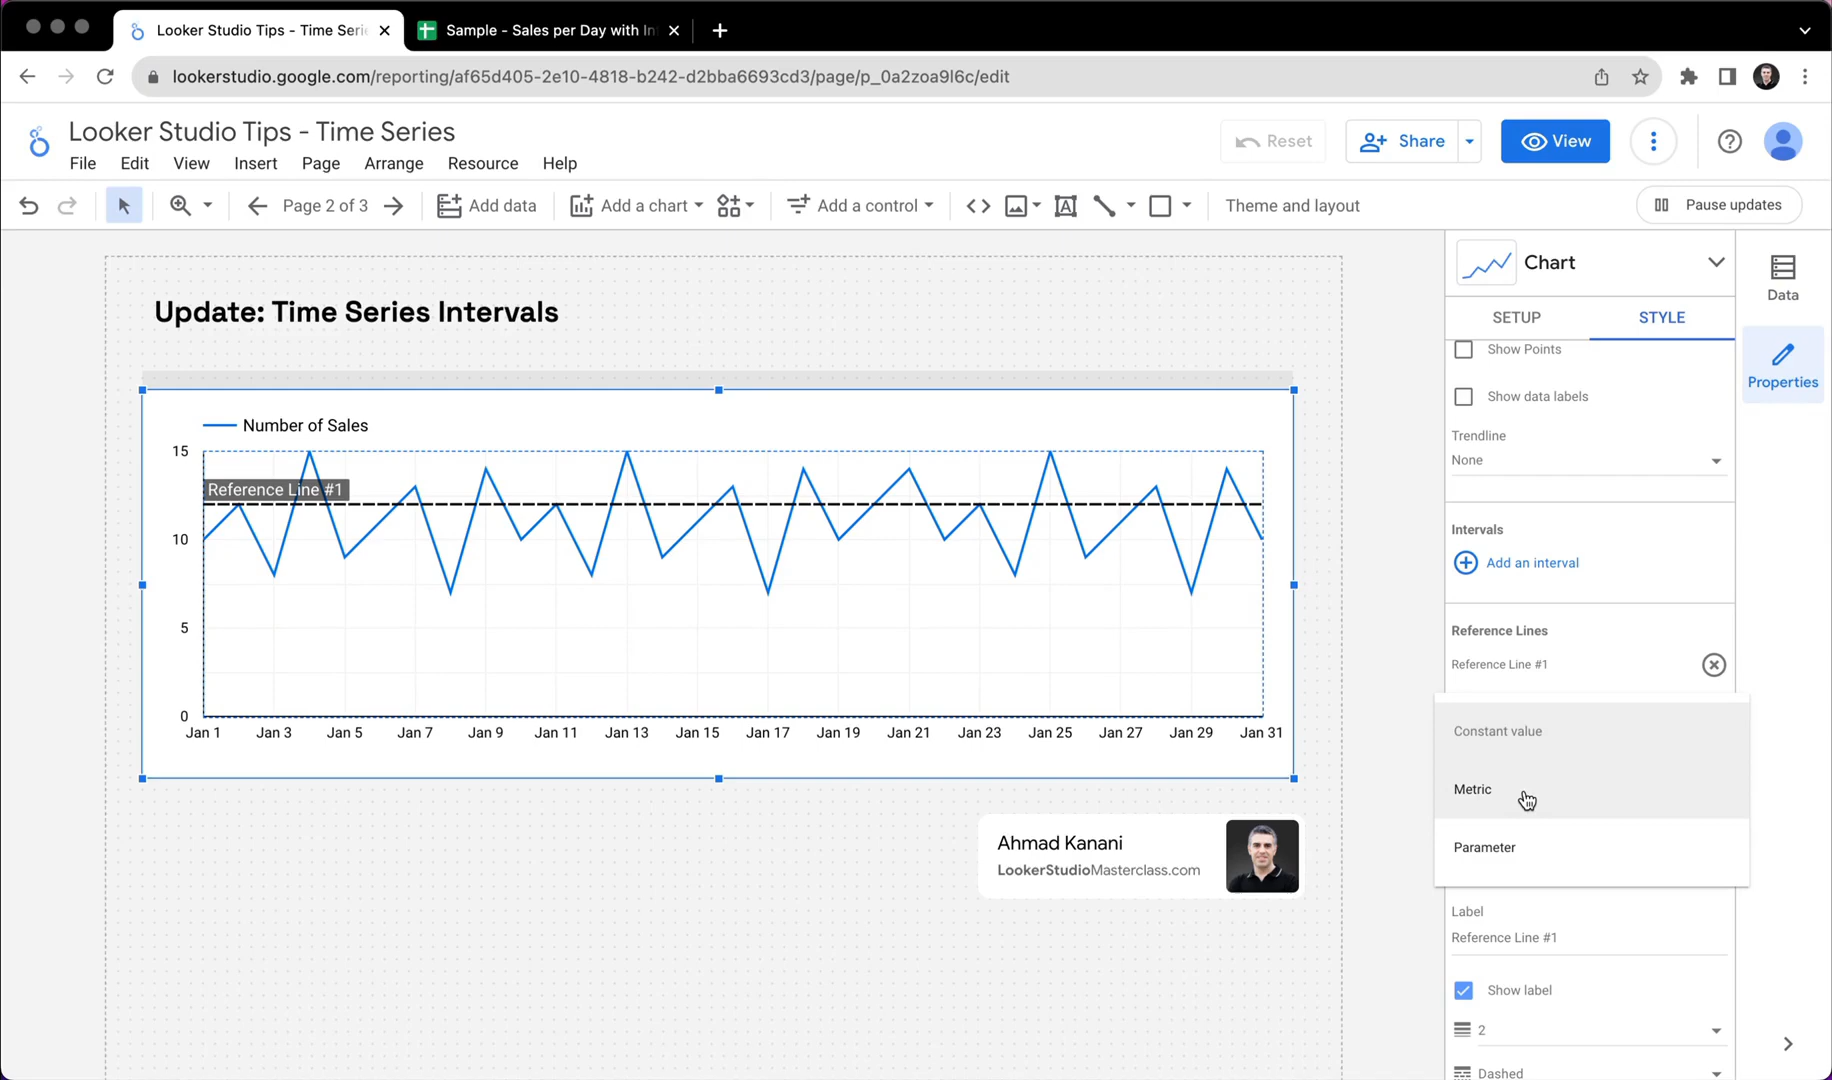 Looker Studio Tips - Time Serie
Sample - Sales per Day with In
lookerstudio.google.com/reporting/af65d405-2e10-4818-b242-d2bba6693cd3/page/p_0a2zoa9l6c/edit
Looker Studio Tips - Time Series
Reset
Share
View
File Edit View Insert Page Arrange Resource Help
Page 2 of 3
Add data
Add a chart
Add a control
Theme and layout
Pause updates
Update: Time Series Intervals
Number of Sales
15
Reference Line #1
10
5
0
Jan 1 Jan 3 Jan 5 Jan 7 Jan 9 Jan 11 Jan 13 Jan 15 Jan 17 Jan 19 Jan 21 Jan 23 Jan 25 Jan 27 Jan 29 Jan 31
Ahmad Kanani
LookerStudioMasterclass.com
Chart
SETUP STYLE
Show Points
Show data labels
Trendline
None
Intervals
Add an interval
Reference Lines
Reference Line #1
Constant value
Metric
Parameter
Label
Reference Line #1
Show label
2
Dashed
Data
Properties